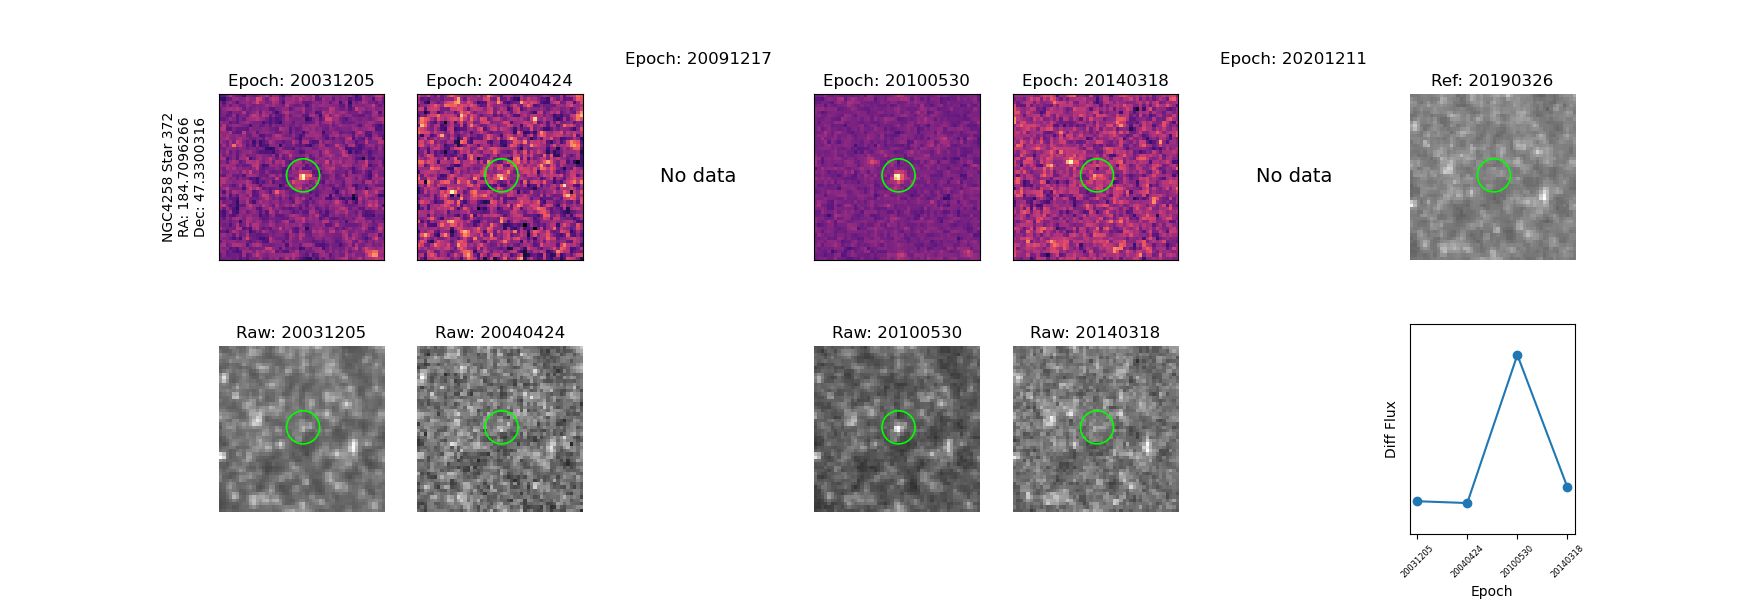 Epoch: 20031205
Epoch: 20040424
Epoch: 20091217
Epoch: 20100530
Epoch: 20140318
Epoch: 20201211
Ref: 20190326
NGC4258 Star 372
RA: 184.7096266
Dec: 47.3300316
No data
No data
Raw: 20031205
Raw: 20040424
Raw: 20100530
Raw: 20140318
Diff Flux
20031205
20040424
20100530
20140318
Epoch